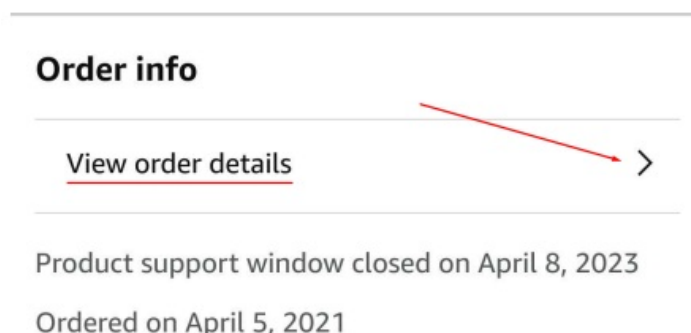 Order info
View order details
Product support window closed on April 8, 2023
Ordered on April 5, 2021